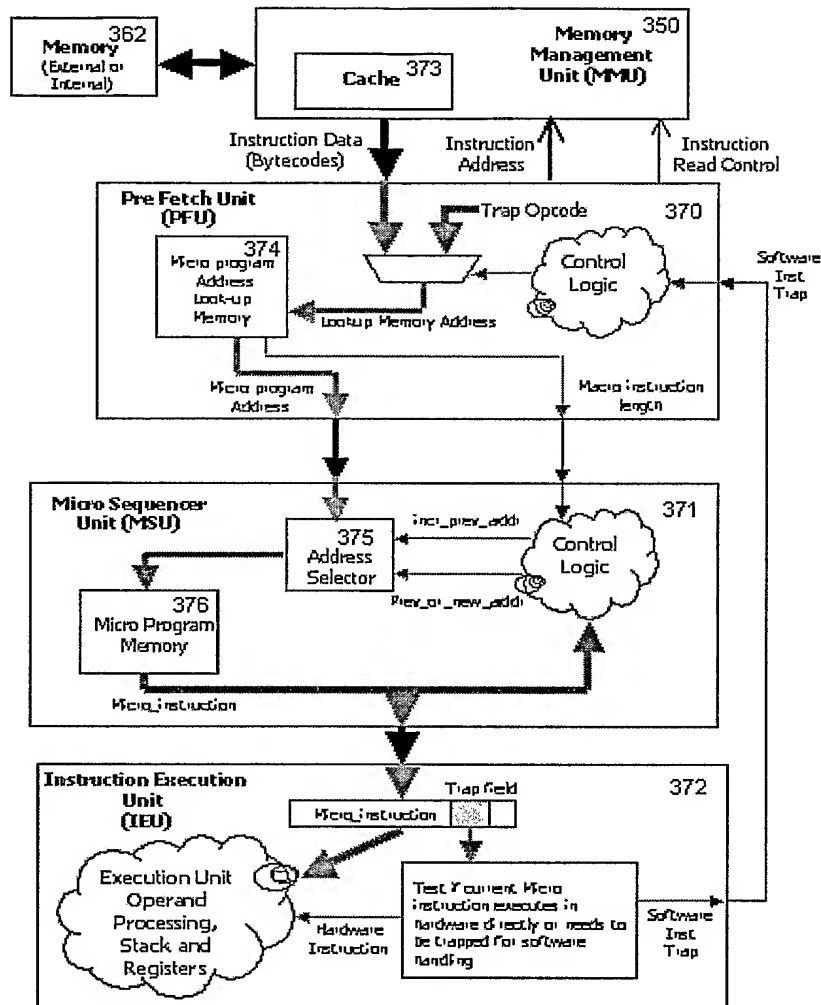 362
Memory
(External or
Internal)
350
Memory
Management
Unit (MMU)
373
Cache
Instruction Data
(Bytecodes)
Instruction
Address
Instruction
Read Control
Pre Fetch Unit
(PFU)
370
Trap Opcode
374
Micro program
Address
Look-up
Memory
Control
Logic
Software
Inst
Trap
Lookup Memory Address
Micro program
Address
Macro instruction
length
Micro Sequencer
Unit (MSU)
371
375
Address
Selector
Incr_prev_addr
Control
Logic
Prev_or_new_addr
376
Micro Program
Memory
Micro_instruction
Instruction Execution
Unit
(IEU)
372
Trap field
Micro_instruction
Execution Unit
Operand
Processing,
Stack and
Registers
Hardware
Instruction
Test if current Micro
instruction executes in
hardware directly or needs to
be trapped for software
handling
Software
Inst
Trap